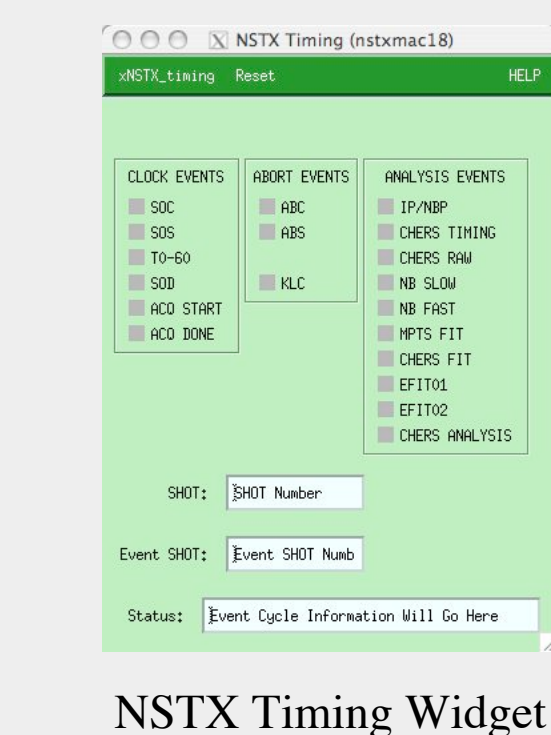 X NSTX Timing (nstxmac18)
xNSTX_timing Reset HELP
CLOCK EVENTS
SOC
SOS
T0-60
SOD
ACQ START
ACQ DONE
ABORT EVENTS
ABC
ABS
KLC
ANALYSIS EVENTS
IP/NBP
CHERS TIMING
CHERS RAW
NB SLOW
NB FAST
MPTS FIT
CHERS FIT
EFIT01
EFIT02
CHERS ANALYSIS
SHOT: SHOT Number
Event SHOT: Event SHOT Numb
Status: Event Cycle Information Will Go Here
NSTX Timing Widget